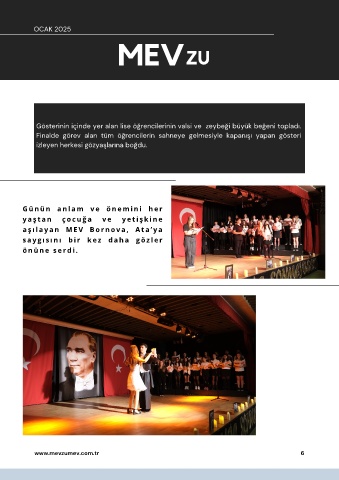 OCAK 2025
MEVZU
Gösterinin içinde yer alan lise öğrencilerinin valsi ve zeybeği büyük beğeni topladı.
Finalde görev alan tüm öğrencilerin sahneye gelmesiyle kapanışı yapan gösteri
izleyen herkesi gözyaşlarına boğdu.
Günün anlam ve önemini her
yaştan çocuğa ve yetişkine
aşılayan MEV Bornova, Ata'ya
saygısını bir kez daha gözler
önüne serdi.
www.mevzumev.com.tr 6